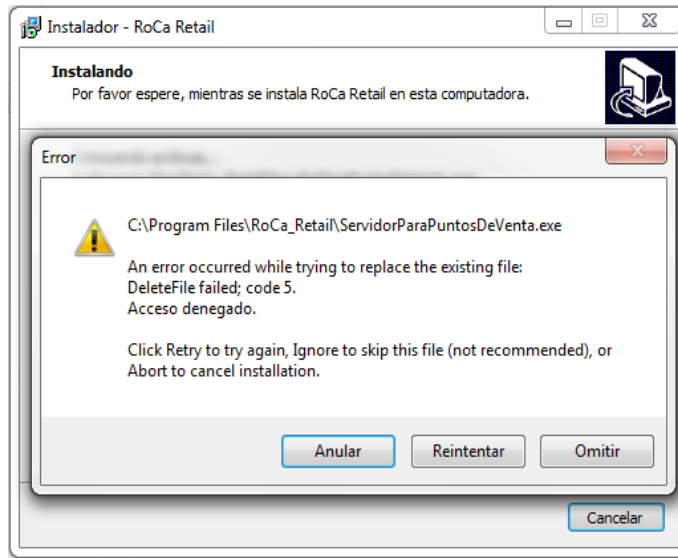 Instalador - RoCa Retail
Instalando
Por favor espere, mientras se instala RoCa Retail en esta computadora.
Error
C:\Program Files\RoCa_Retail\ServidorParaPuntosDeVenta.exe
An error occurred while trying to replace the existing file:
DeleteFile failed; code 5.
Acceso denegado.
Click Retry to try again, Ignore to skip this file (not recommended), or
Abort to cancel installation.
Anular
Reintentar
Omitir
Cancelar